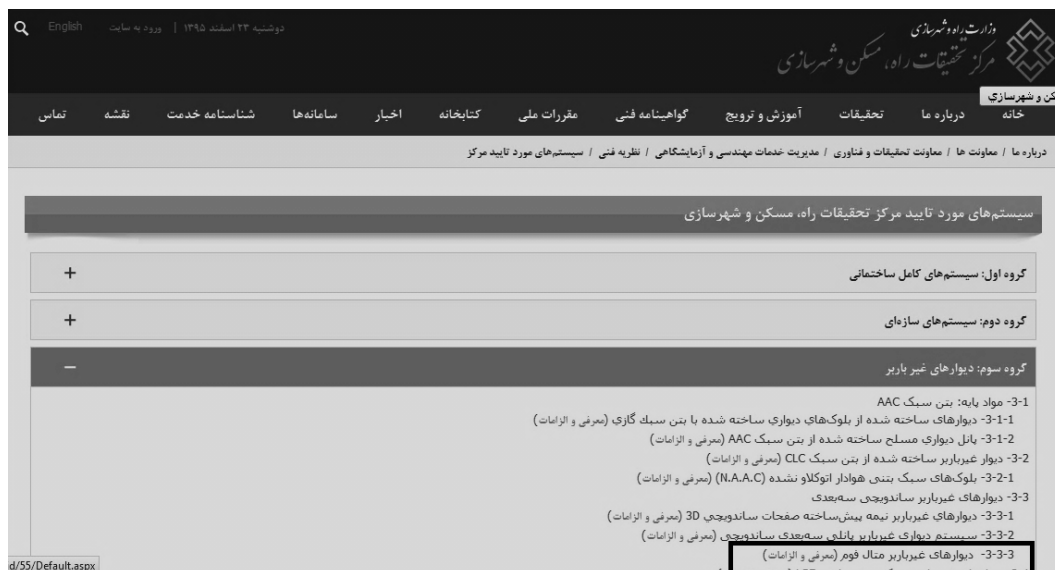 وزارت راه و شهرسازی
مرکز تحقیقات راه، مسکن و شهرسازی
دوشنبه ۲۳ اسفند ۱۳۹۵ | ورود به سایت English
کن و شهرسازي
خانه درباره ما تحقیقات آموزش و ترویج گواهینامه فنی مقررات ملی کتابخانه اخبار سامانه‌ها شناسنامه خدمت نقشه تماس
درباره ما / معاونت ها / معاونت تحقیقات و فناوری / مدیریت خدمات مهندسی و آزمایشگاهی / نظریه فنی / سیستم‌های مورد تایید مرکز
سیستم‌های مورد تایید مرکز تحقیقات راه، مسکن و شهرسازی
گروه اول: سیستم‌های کامل ساختمانی +
گروه دوم: سیستم‌های سازه‌ای +
گروه سوم: دیوارهای غیر باربر −
3-1- مواد پایه: بتن سبک AAC
3-1-1- دیوارهای ساخته شده از بلوک‌های دیواری ساخته شده با بتن سبك گازي (معرفی و الزامات)
3-1-2- پانل دیواري مسلح ساخته شده از بتن سبک AAC (معرفی و الزامات)
3-2- دیوار غیرباربر ساخته شده از بتن سبک CLC (معرفی و الزامات)
3-2-1- بلوک‌های سبک بتنی هوادار اتوکلاو نشده (N.A.A.C) (معرفی و الزامات)
3-3- دیوارهای غیرباربر ساندویچی سه‌بعدی
3-3-1- دیوارهاي غیرباربر نیمه پیش‌ساخته صفحات ساندویچي 3D (معرفی و الزامات)
3-3-2- سیستم دیواری غیرباربر پانلی سه‌بعدی ساندویچی (معرفی و الزامات)
3-3-3- دیوارهای غیرباربر متال فوم (معرفی و الزامات)
d/55/Default.aspx